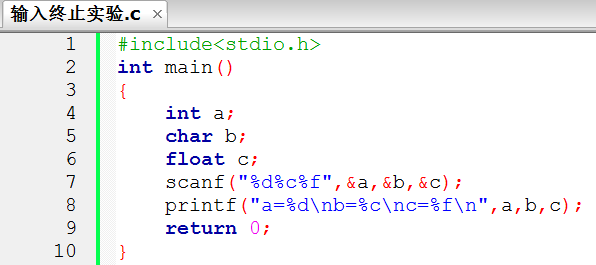 输入终止实验.c ×
1 #include<stdio.h>
2 int main()
3 {
4     int a;
5     char b;
6     float c;
7     scanf("%d%c%f",&a,&b,&c);
8     printf("a=%d\nb=%c\nc=%f\n",a,b,c);
9     return 0;
10 }